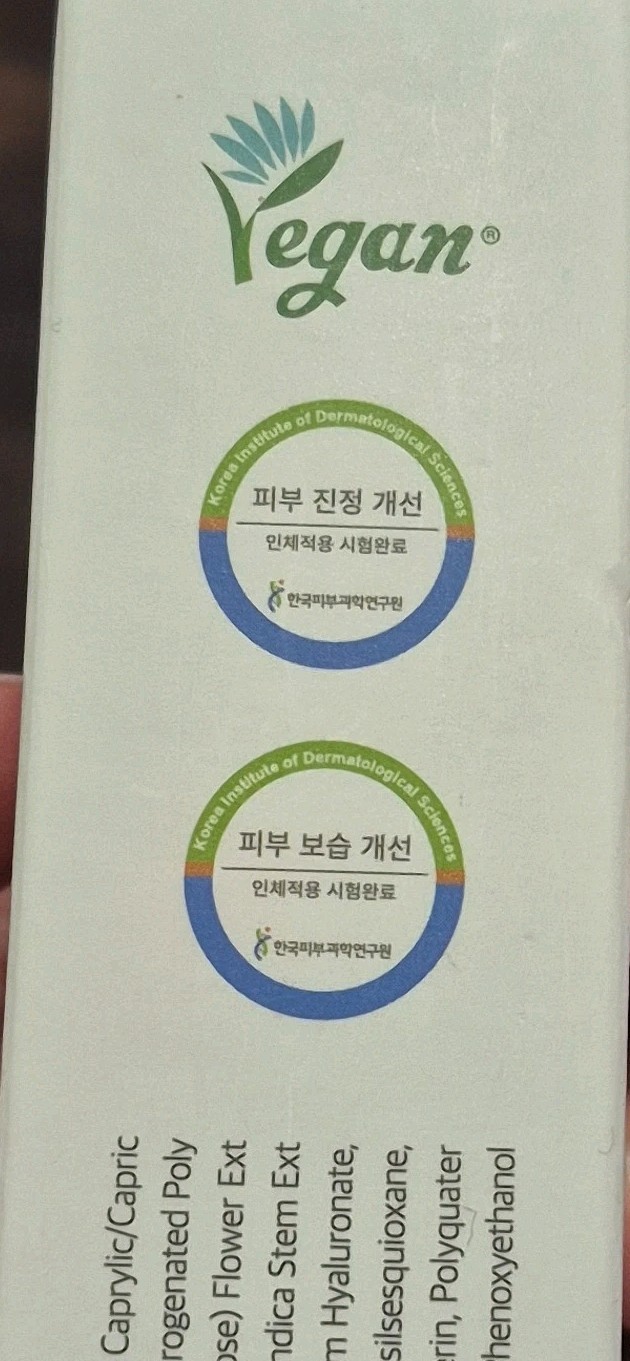 Vegan®
Korea Institute of Dermatological Sciences
피부 진정 개선
인체적용 시험완료
한국피부과학연구원
Korea Institute of Dermatological Sciences
피부 보습 개선
인체적용 시험완료
한국피부과학연구원
Caprylic/Capric
rogenated Poly
ose) Flower Ext
ndica Stem Ext
m Hyaluronate,
silsesquioxane,
erin, Polyquater
henoxyethanol